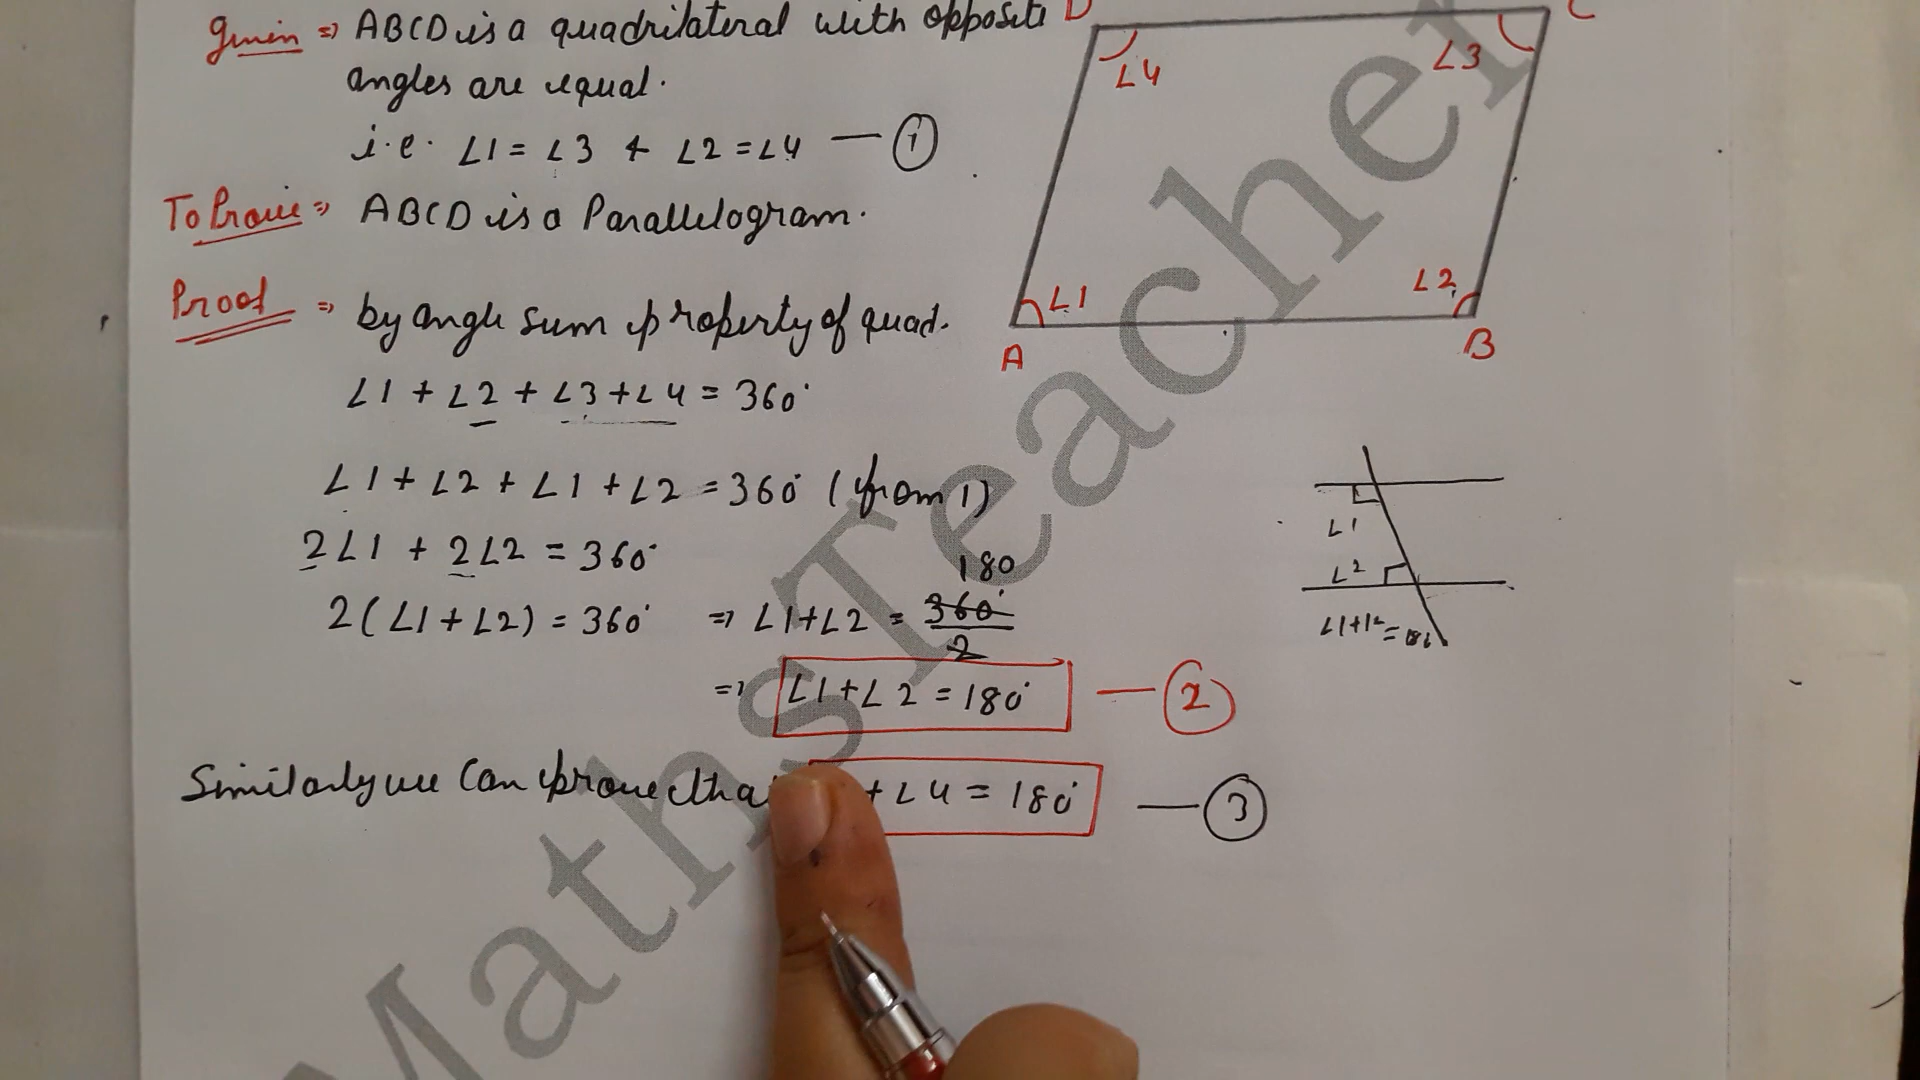 Given ⇒ ABCD is a quadrilateral with opposite
angles are equal.
i.e. ∠1 = ∠3 & ∠2 = ∠4 — ①
To Prove ⇒ ABCD is a Parallelogram.
Proof ⇒ by angle sum property of quad.
∠1 + ∠2 + ∠3 + ∠4 = 360°
∠1 + ∠2 + ∠1 + ∠2 = 360° (from 1)
2∠1 + 2∠2 = 360°
180
2(∠1 + ∠2) = 360° ⇒ ∠1+∠2 = 360°/2
⇒ ∠1+∠2 = 180° — ②
Similarly we can prove + ∠4 = 180° — ③
D C
∠4 ∠3
∠1 ∠2
A B
∠1
∠2
∠1+∠2 = 180
Maths Teacher